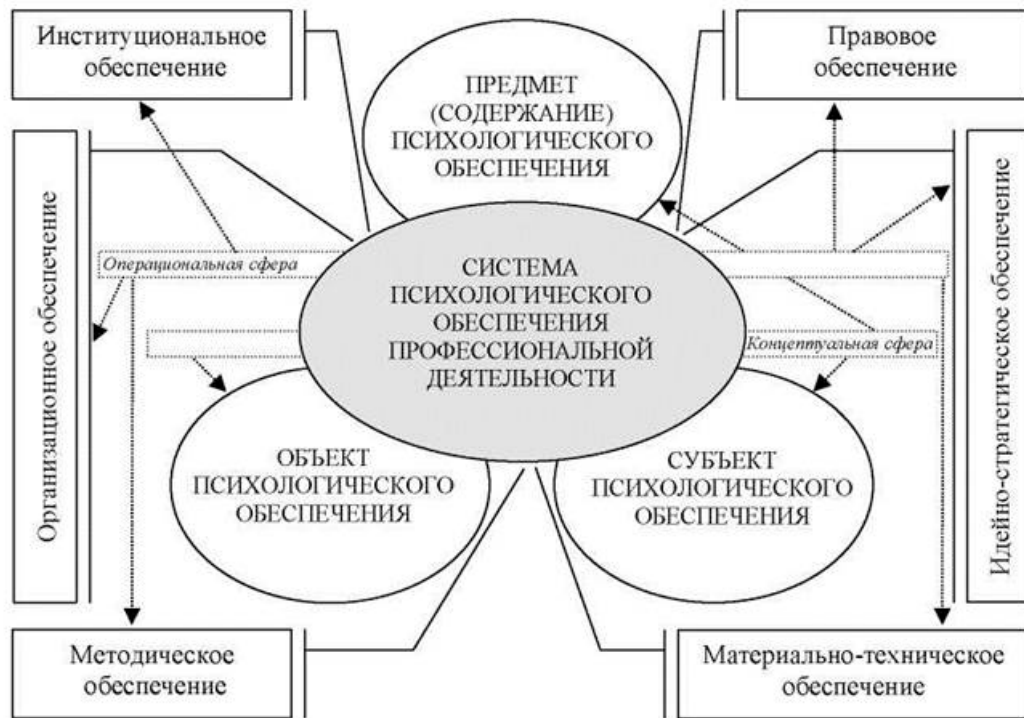 Институциональное
обеспечение
Правовое
обеспечение
ПРЕДМЕТ
(СОДЕРЖАНИЕ)
ПСИХОЛОГИЧЕСКОГО
ОБЕСПЕЧЕНИЯ
Организационное обеспечение
Операциональная сфера
СИСТЕМА
ПСИХОЛОГИЧЕСКОГО
ОБЕСПЕЧЕНИЯ
ПРОФЕССИОНАЛЬНОЙ
ДЕЯТЕЛЬНОСТИ
Концептуальная сфера
Идейно-стратегическое обеспечение
ОБЪЕКТ
ПСИХОЛОГИЧЕСКОГО
ОБЕСПЕЧЕНИЯ
СУБЪЕКТ
ПСИХОЛОГИЧЕСКОГО
ОБЕСПЕЧЕНИЯ
Методическое
обеспечение
Материально-техническое
обеспечение